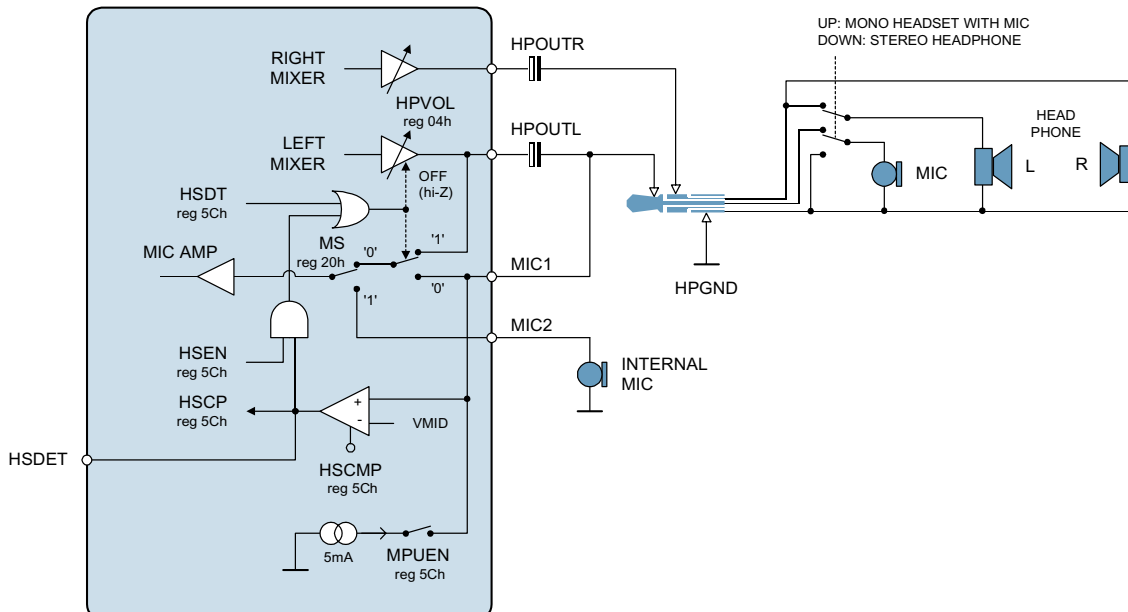 UP: MONO HEADSET WITH MIC
DOWN: STEREO HEADPHONE
HPOUTR
RIGHT
MIXER
HPVOL
reg 04h
HPOUTL
LEFT
MIXER
HEAD
PHONE
L
R
MIC
OFF
(hi-Z)
HSDT
reg 5Ch
MS
reg 20h
'0'
'1'
MIC AMP
'0'
MIC1
HPGND
'1'
MIC2
HSEN
reg 5Ch
INTERNAL
MIC
HSCP
reg 5Ch
+
-
VMID
HSDET
HSCMP
reg 5Ch
5mA
MPUEN
reg 5Ch